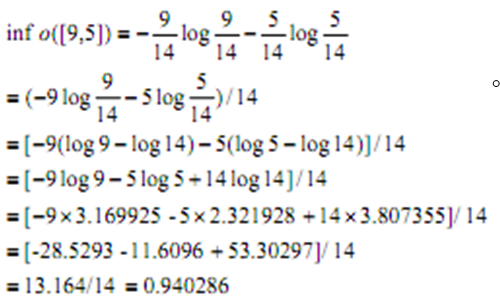 inf o([9,5]) = -9/14 log 9/14 - 5/14 log 5/14
= (-9 log 9/14 - 5 log 5/14)/14 。
= [-9(log 9 - log 14) - 5(log 5 - log 14)]/14
= [-9 log 9 - 5 log 5 + 14 log 14]/14
= [-9×3.169925 -5×2.321928 +14×3.807355]/14
= [-28.5293 -11.6096 +53.30297]/14
= 13.164/14 = 0.940286